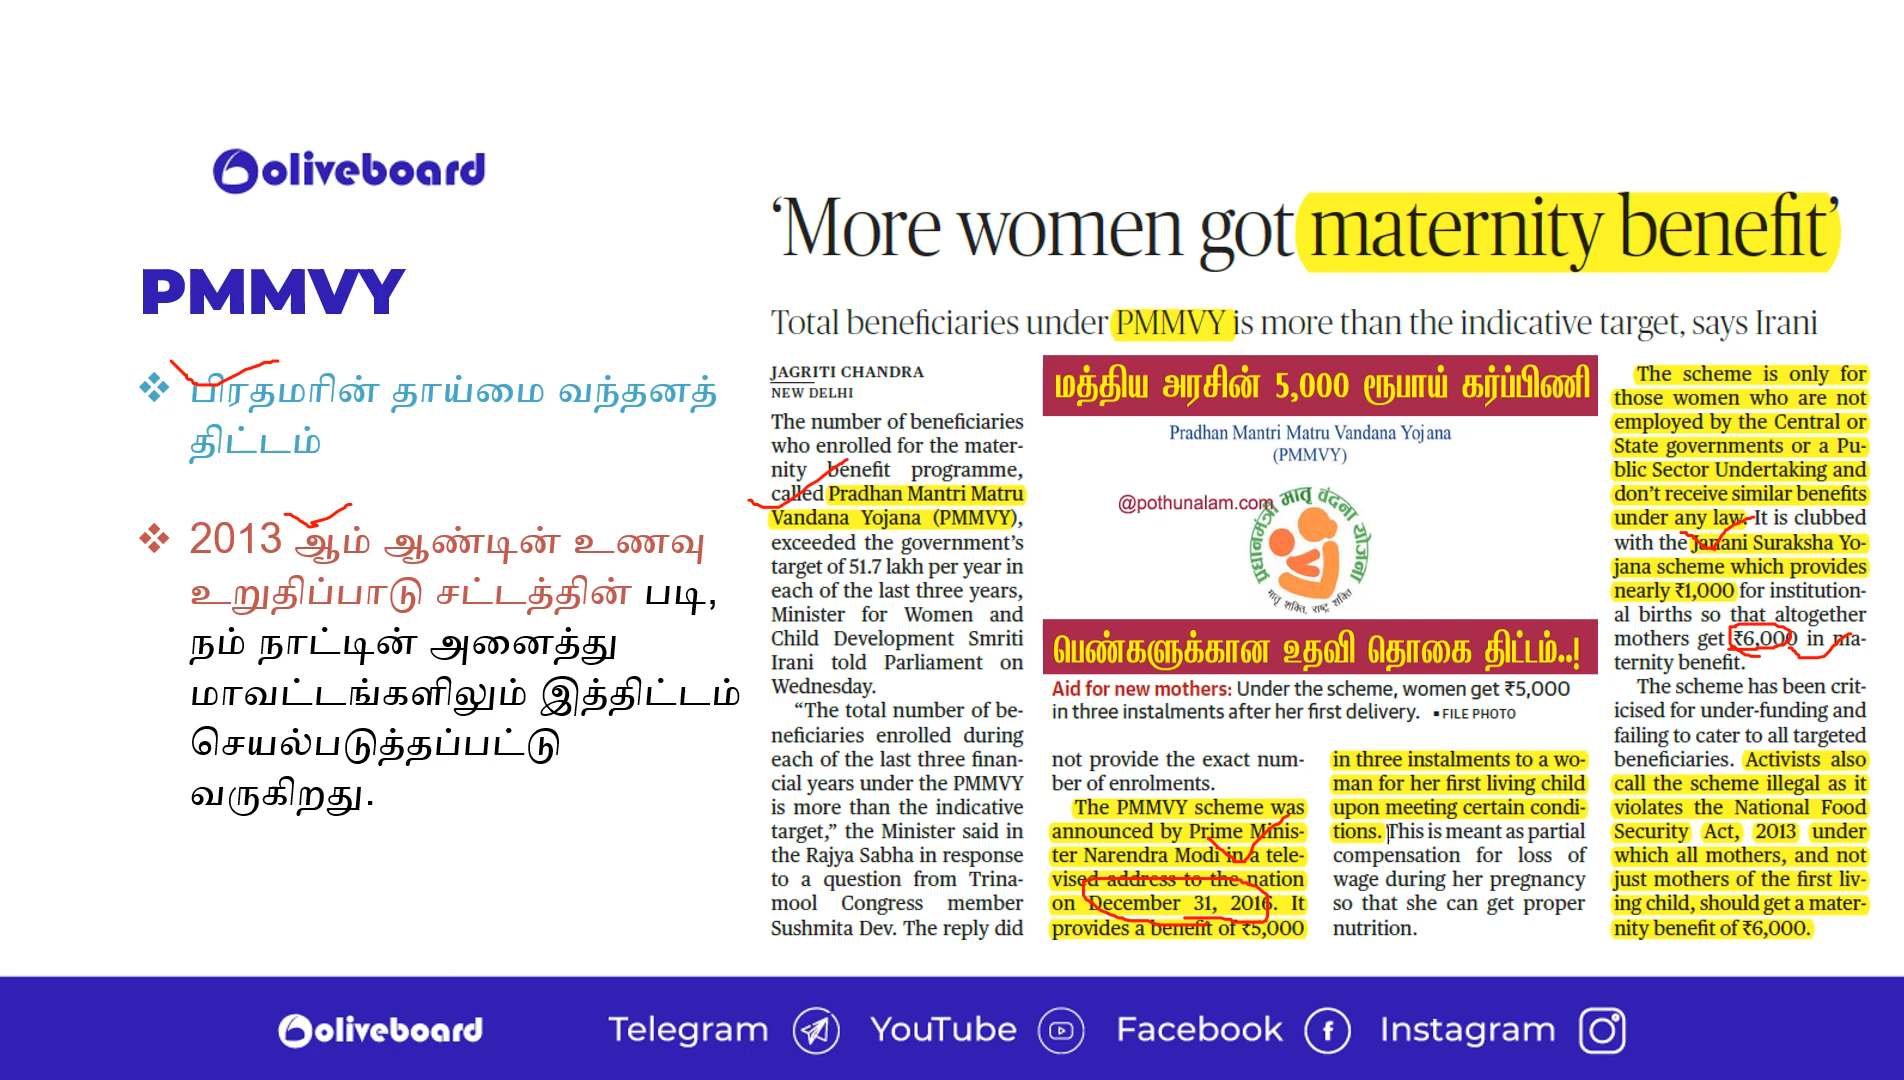 oliveboard
PMMVY
❖ பிரதமரின் தாய்மை வந்தனத்
திட்டம்
❖ 2013 ஆம் ஆண்டின் உணவு
உறுதிப்பாடு சட்டத்தின் படி,
நம் நாட்டின் அனைத்து
மாவட்டங்களிலும் இத்திட்டம்
செயல்படுத்தப்பட்டு
வருகிறது.
‘More women got maternity benefit’
Total beneficiaries under PMMVY is more than the indicative target, says Irani
JAGRITI CHANDRA
NEW DELHI
The number of beneficiaries
who enrolled for the mater-
nity benefit programme,
called Pradhan Mantri Matru
Vandana Yojana (PMMVY),
exceeded the government’s
target of 51.7 lakh per year in
each of the last three years,
Minister for Women and
Child Development Smriti
Irani told Parliament on
Wednesday.
“The total number of be-
neficiaries enrolled during
each of the last three finan-
cial years under the PMMVY
is more than the indicative
target,” the Minister said in
the Rajya Sabha in response
to a question from Trina-
mool Congress member
Sushmita Dev. The reply did
மத்திய அரசின் 5,000 ரூபாய் கர்ப்பிணி
Pradhan Mantri Matru Vandana Yojana
(PMMVY)
@pothunalam.com
प्रधानमंत्री मातृ वंदना योजना
मातृ शक्ति, राष्ट्र शक्ति
பெண்களுக்கான உதவி தொகை திட்டம்..!
Aid for new mothers: Under the scheme, women get ₹5,000
in three instalments after her first delivery. ▪ FILE PHOTO
not provide the exact num-
ber of enrolments.
The PMMVY scheme was
announced by Prime Minis-
ter Narendra Modi in a tele-
vised address to the nation
on December 31, 2016. It
provides a benefit of ₹5,000
in three instalments to a wo-
man for her first living child
upon meeting certain condi-
tions. This is meant as partial
compensation for loss of
wage during her pregnancy
so that she can get proper
nutrition.
The scheme is only for
those women who are not
employed by the Central or
State governments or a Pu-
blic Sector Undertaking and
don’t receive similar benefits
under any law. It is clubbed
with the Janani Suraksha Yo-
jana scheme which provides
nearly ₹1,000 for institution-
al births so that altogether
mothers get ₹6,000 in ma-
ternity benefit.
The scheme has been crit-
icised for under-funding and
failing to cater to all targeted
beneficiaries. Activists also
call the scheme illegal as it
violates the National Food
Security Act, 2013 under
which all mothers, and not
just mothers of the first liv-
ing child, should get a mater-
nity benefit of ₹6,000.
oliveboard Telegram YouTube Facebook Instagram